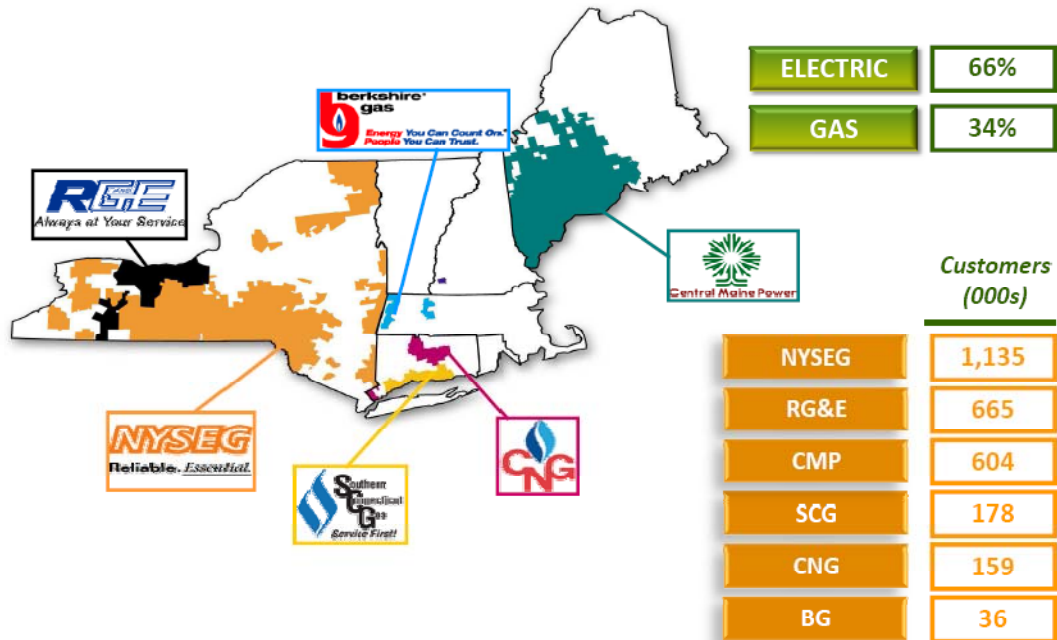 berkshire
gas
Energy You Can Count On.
People You Can Trust.
RG&E
Always at Your Service
Central Maine Power
NYSEG
Reliable. Essential.
Southern
Connecticut
Gas
Service First!
CNG
ELECTRIC 66%
GAS 34%
Customers
(000s)
NYSEG 1,135
RG&E 665
CMP 604
SCG 178
CNG 159
BG 36